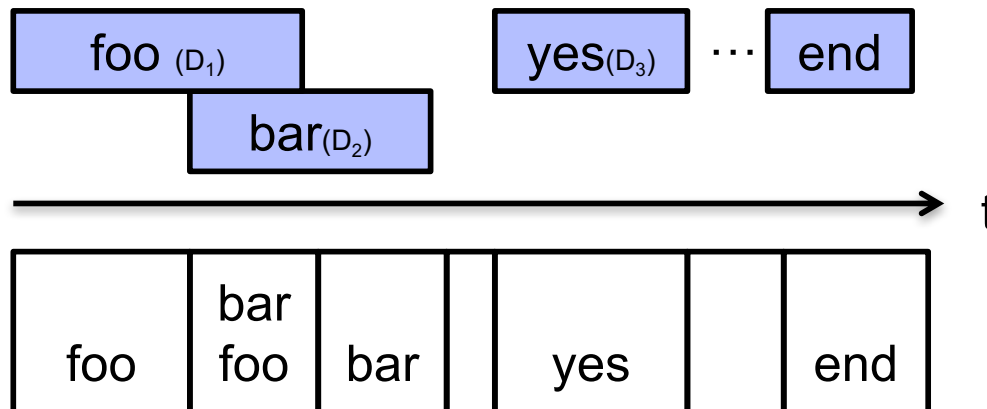 foo (D₁) yes(D₃) ... end
bar(D₂)
t
bar
foo foo bar yes end